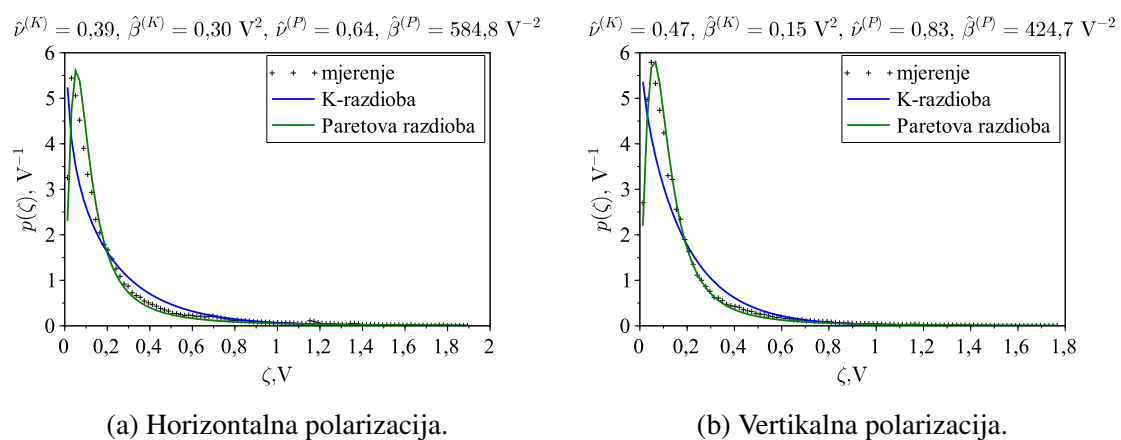 ν̂^(K) = 0,39, β̂^(K) = 0,30 V², ν̂^(P) = 0,64, β̂^(P) = 584,8 V⁻²
6
5
4
3
2
1
0
p(ζ), V⁻¹
mjerenje
K-razdioba
Paretova razdioba
0 0,2 0,4 0,6 0,8 1 1,2 1,4 1,6 1,8 2
ζ,V
(a) Horizontalna polarizacija.
ν̂^(K) = 0,47, β̂^(K) = 0,15 V², ν̂^(P) = 0,83, β̂^(P) = 424,7 V⁻²
6
5
4
3
2
1
0
p(ζ), V⁻¹
mjerenje
K-razdioba
Paretova razdioba
0 0,2 0,4 0,6 0,8 1 1,2 1,4 1,6 1,8
ζ,V
(b) Vertikalna polarizacija.